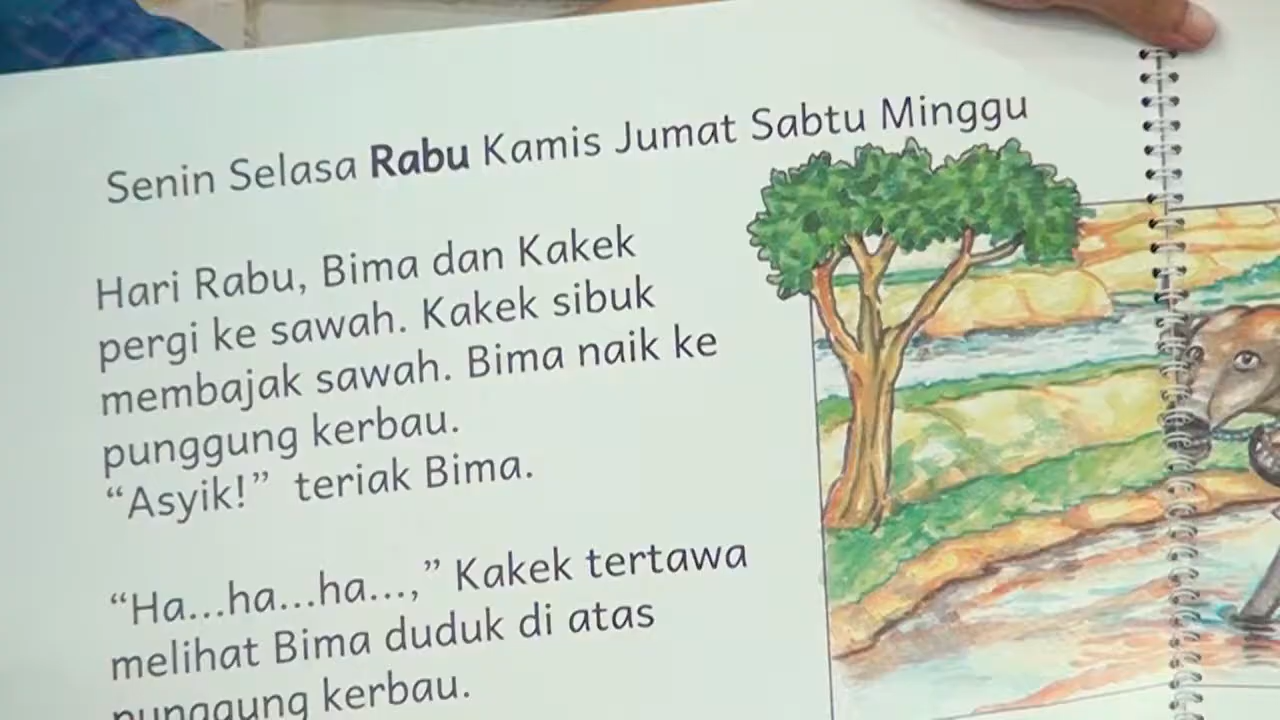 Senin Selasa Rabu Kamis Jumat Sabtu Minggu
Hari Rabu, Bima dan Kakek
pergi ke sawah. Kakek sibuk
membajak sawah. Bima naik ke
punggung kerbau.
“Asyik!” teriak Bima.
“Ha...ha...ha...,” Kakek tertawa
melihat Bima duduk di atas
punggung kerbau.